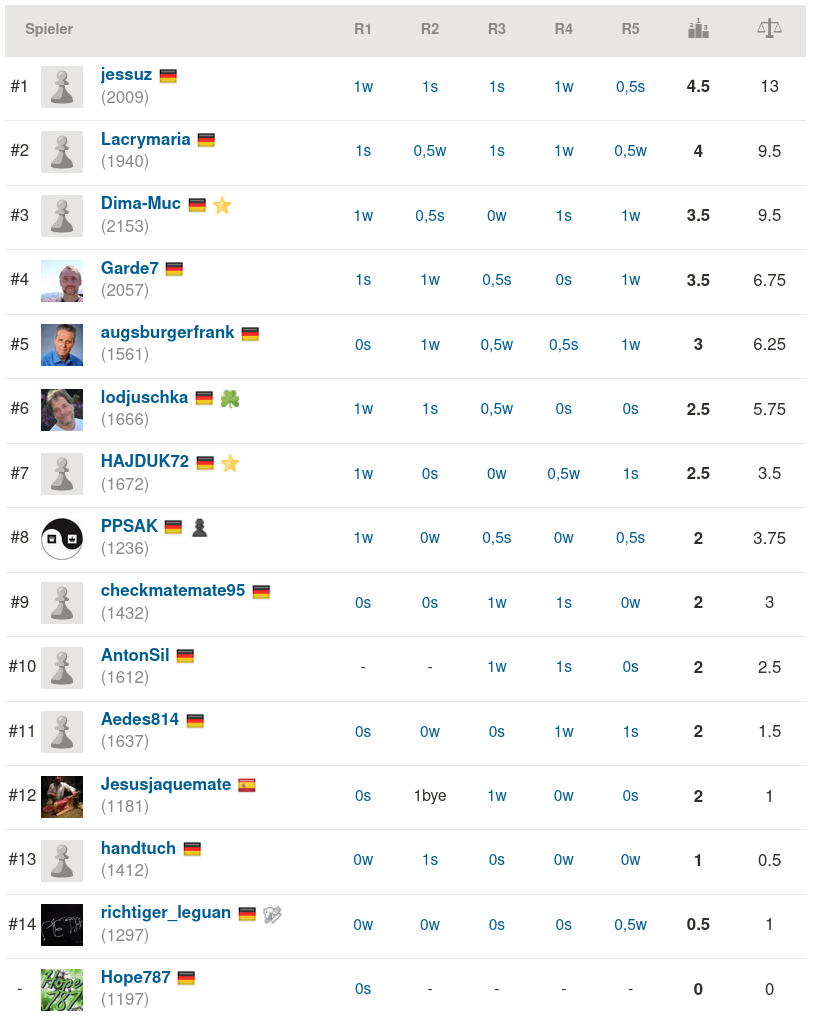 Spieler R1 R2 R3 R4 R5
#1 jessuz 1w 1s 1s 1w 0,5s 4.5 13
(2009)
#2 Lacrymaria 1s 0,5w 1s 1w 0,5w 4 9.5
(1940)
#3 Dima-Muc 1w 0,5s 0w 1s 1w 3.5 9.5
(2153)
#4 Garde7 1s 1w 0,5s 0s 1w 3.5 6.75
(2057)
#5 augsburgerfrank 0s 1w 0,5w 0,5s 1w 3 6.25
(1561)
#6 lodjuschka 1w 1s 0,5w 0s 0s 2.5 5.75
(1666)
#7 HAJDUK72 1w 0s 0w 0,5w 1s 2.5 3.5
(1672)
#8 PPSAK 1w 0w 0,5s 0w 0,5s 2 3.75
(1236)
#9 checkmatemate95 0s 0s 1w 1s 0w 2 3
(1432)
#10 AntonSil - - 1w 1s 0s 2 2.5
(1612)
#11 Aedes814 0s 0w 0s 1w 1s 2 1.5
(1637)
#12 Jesusjaquemate 0s 1bye 1w 0w 0s 2 1
(1181)
#13 handtuch 0w 1s 0s 0w 0w 1 0.5
(1412)
#14 richtiger_leguan 0w 0w 0s 0s 0,5w 0.5 1
(1297)
- Hope787 0s - - - - 0 0
(1197)